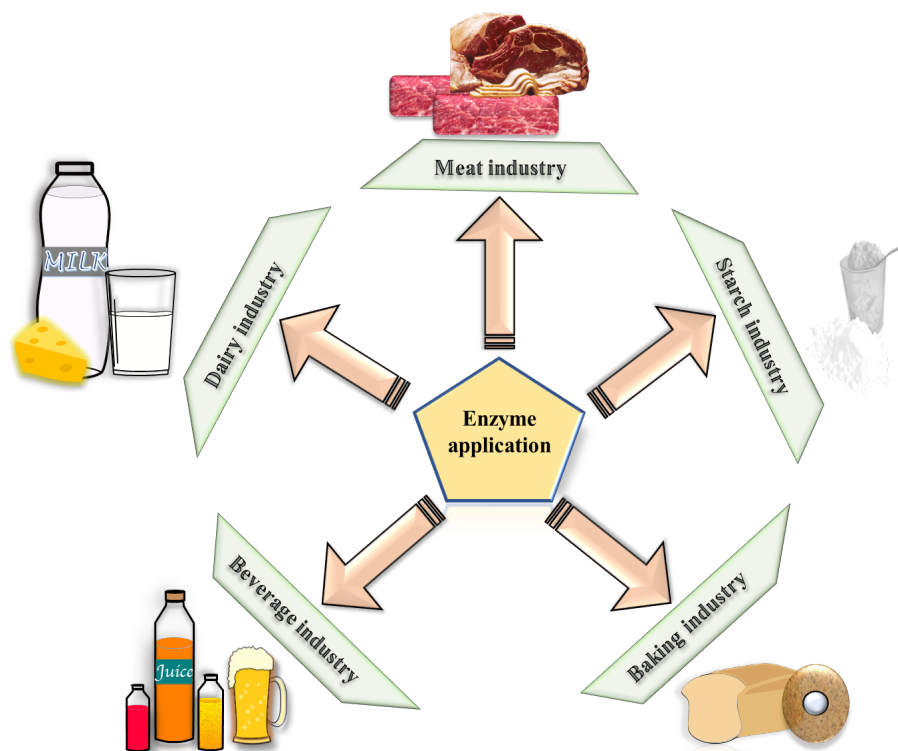 Meat industry
MILK
Dairy industry
Starch industry
Enzyme
application
Beverage industry
Baking industry
Juice